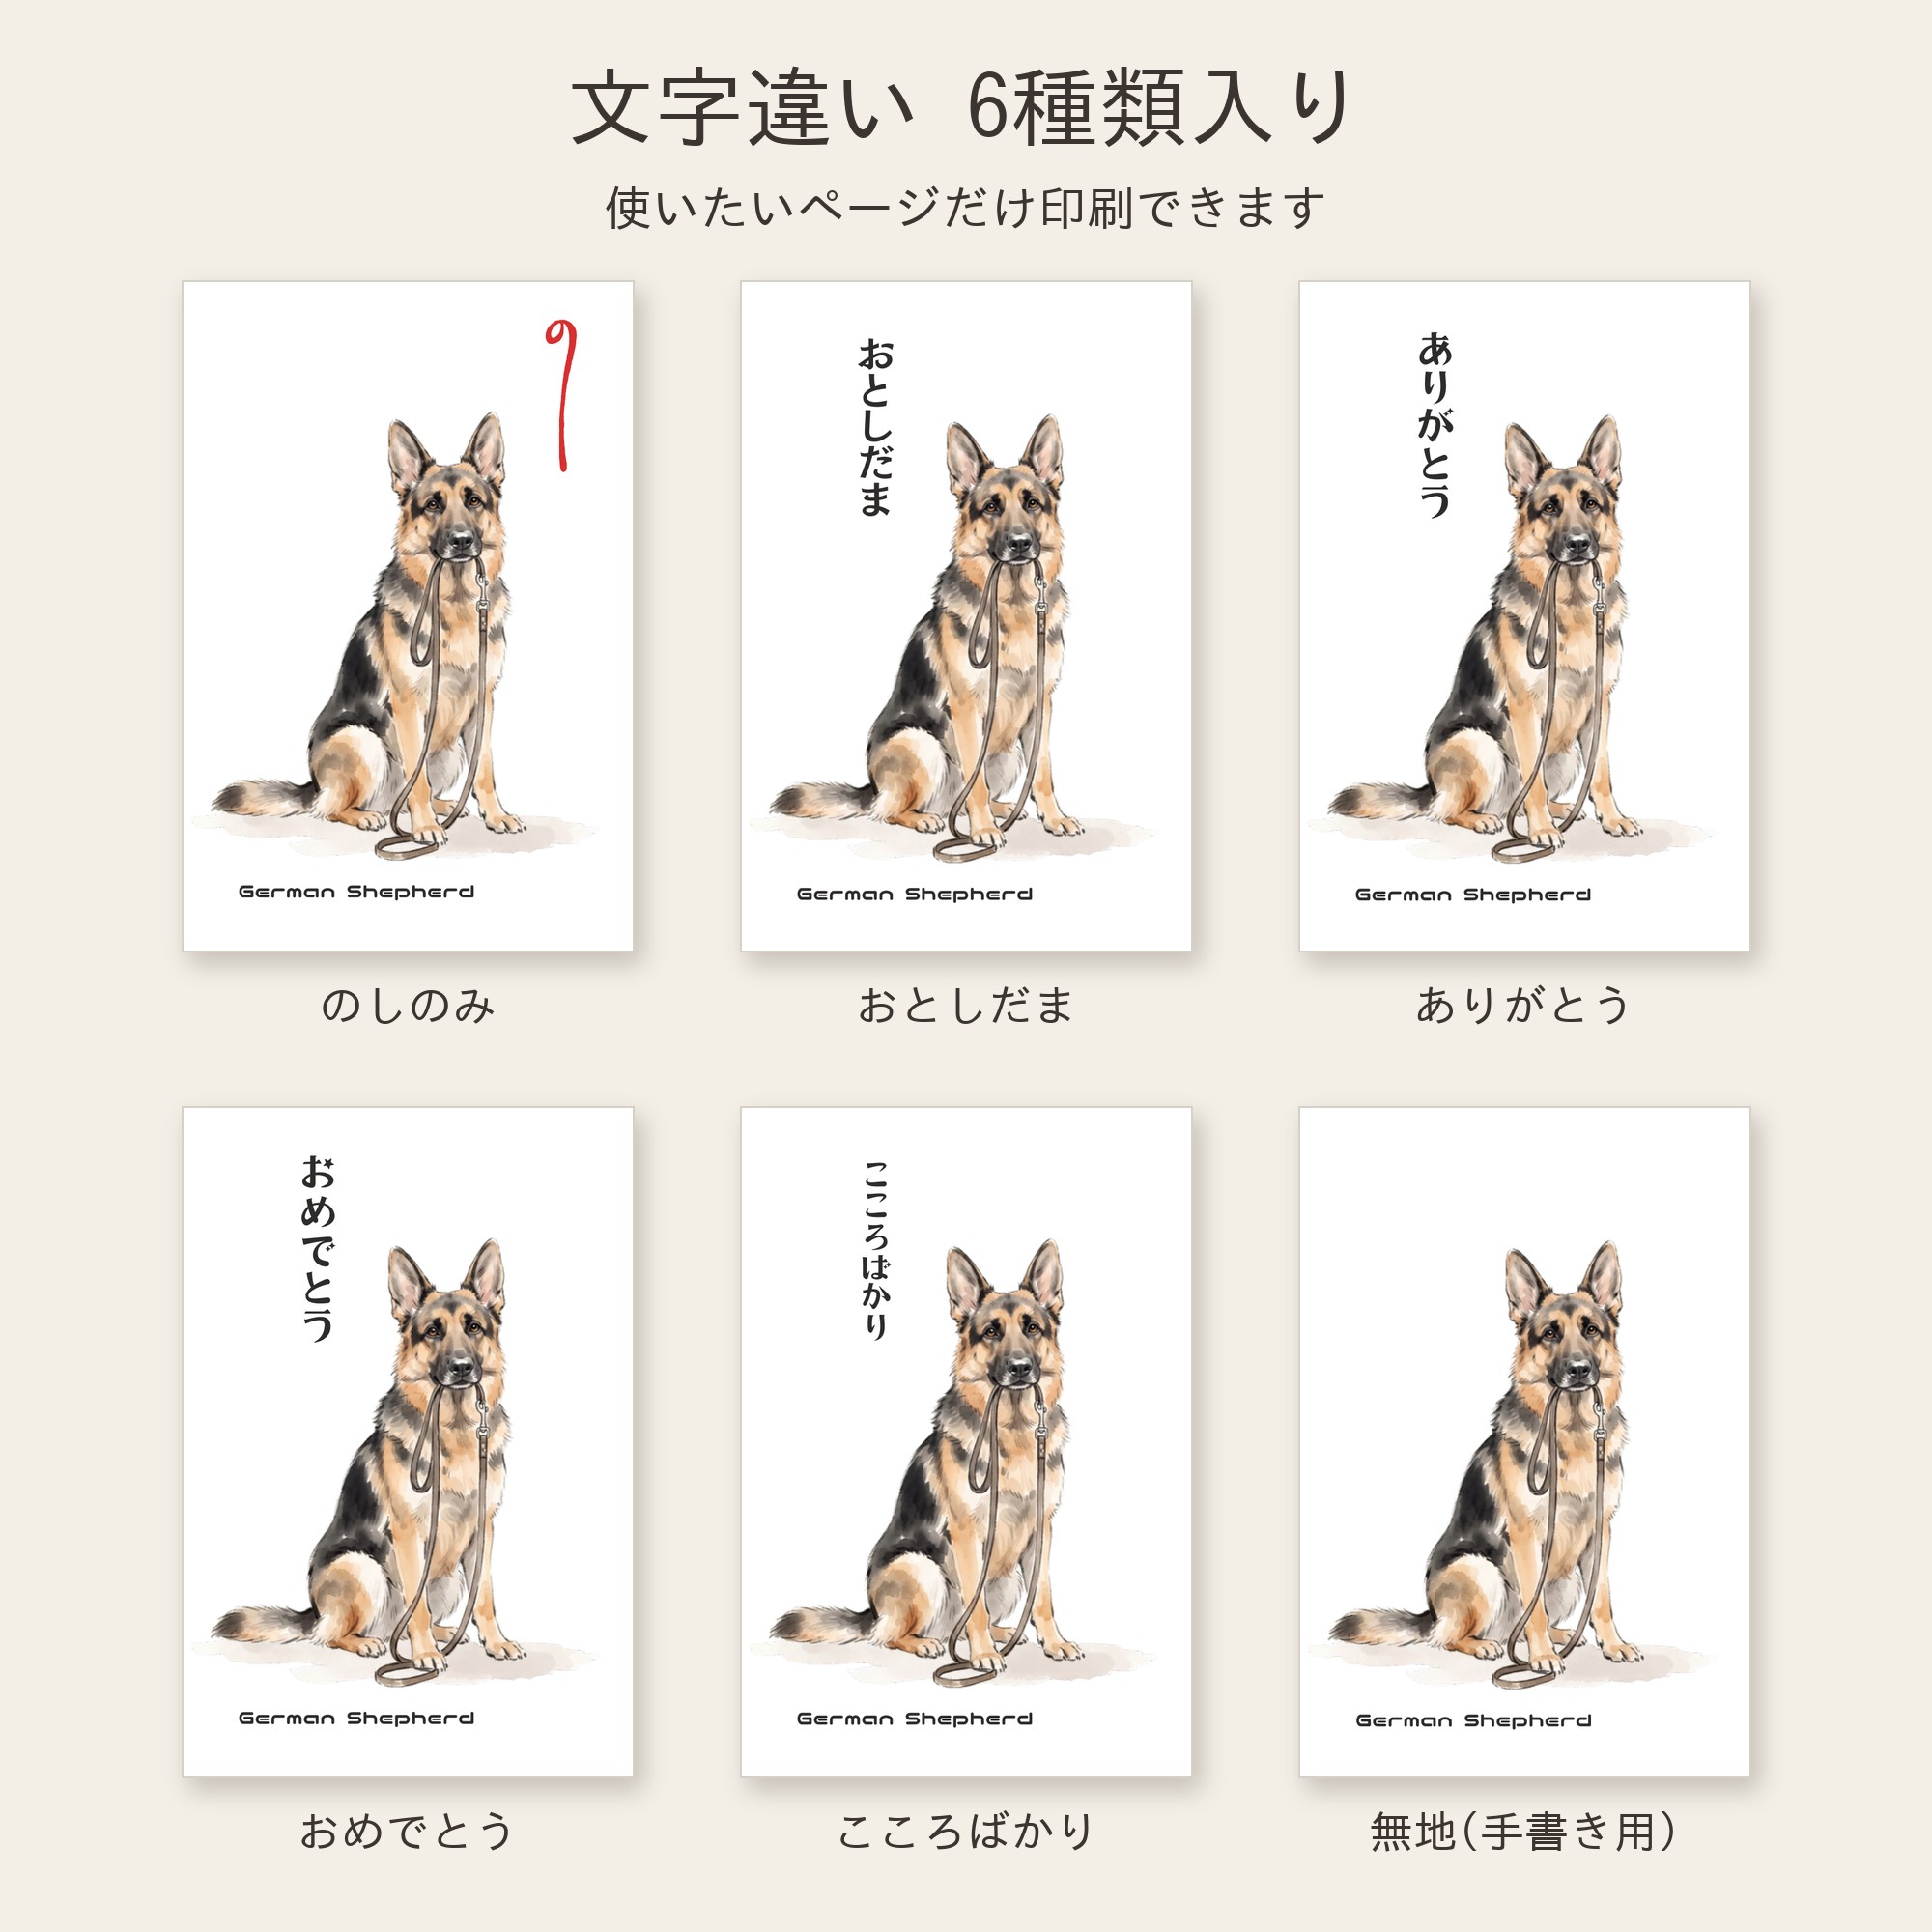 文字違い 6種類入り
使いたいページだけ印刷できます
German Shepherd
のしのみ
おとしだま
German Shepherd
おとしだま
ありがとう
German Shepherd
ありがとう
おめでとう
German Shepherd
おめでとう
こころばかり
German Shepherd
こころばかり
German Shepherd
無地(手書き用)